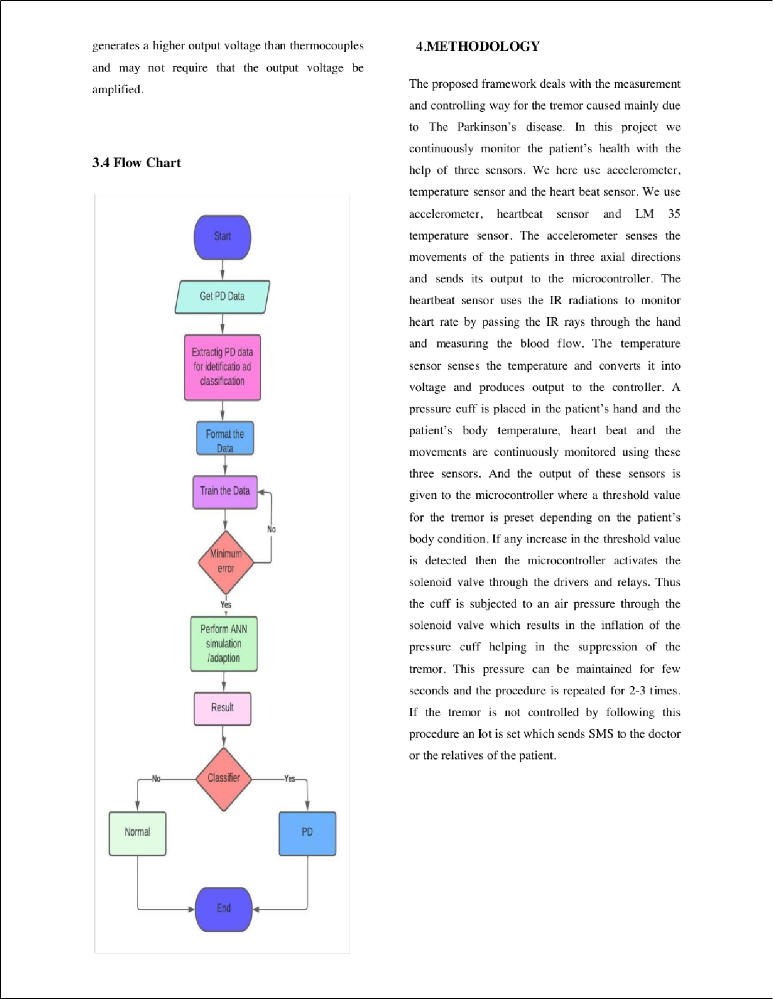 generates a higher output voltage than thermocouples
and may not require that the output voltage be
amplified.
3.4 Flow Chart
Start
Get PD Data
Extractig PD data
for idetificatio ad
classification
Format the
Data
Train the Data
No
Minimum
error
Yes
Perform ANN
simulation
/adaption
Result
Classifier
No
Yes
Normal
PD
End
4.METHODOLOGY
The proposed framework deals with the measurement
and controlling way for the tremor caused mainly due
to The Parkinson’s disease. In this project we
continuously monitor the patient’s health with the
help of three sensors. We here use accelerometer,
temperature sensor and the heart beat sensor. We use
accelerometer, heartbeat sensor and LM 35
temperature sensor. The accelerometer senses the
movements of the patients in three axial directions
and sends its output to the microcontroller. The
heartbeat sensor uses the IR radiations to monitor
heart rate by passing the IR rays through the hand
and measuring the blood flow. The temperature
sensor senses the temperature and converts it into
voltage and produces output to the controller. A
pressure cuff is placed in the patient’s hand and the
patient’s body temperature, heart beat and the
movements are continuously monitored using these
three sensors. And the output of these sensors is
given to the microcontroller where a threshold value
for the tremor is preset depending on the patient’s
body condition. If any increase in the threshold value
is detected then the microcontroller activates the
solenoid valve through the drivers and relays. Thus
the cuff is subjected to an air pressure through the
solenoid valve which results in the inflation of the
pressure cuff helping in the suppression of the
tremor. This pressure can be maintained for few
seconds and the procedure is repeated for 2-3 times.
If the tremor is not controlled by following this
procedure an Iot is set which sends SMS to the doctor
or the relatives of the patient.